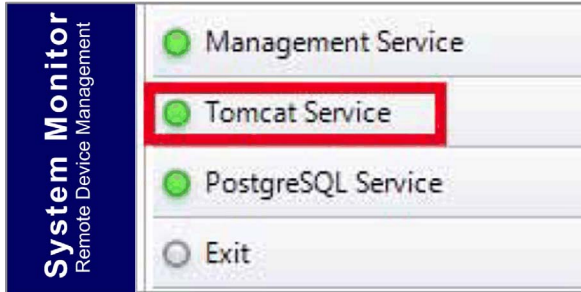 System Monitor
Remote Device Management
Management Service
Tomcat Service
PostgreSQL Service
Exit